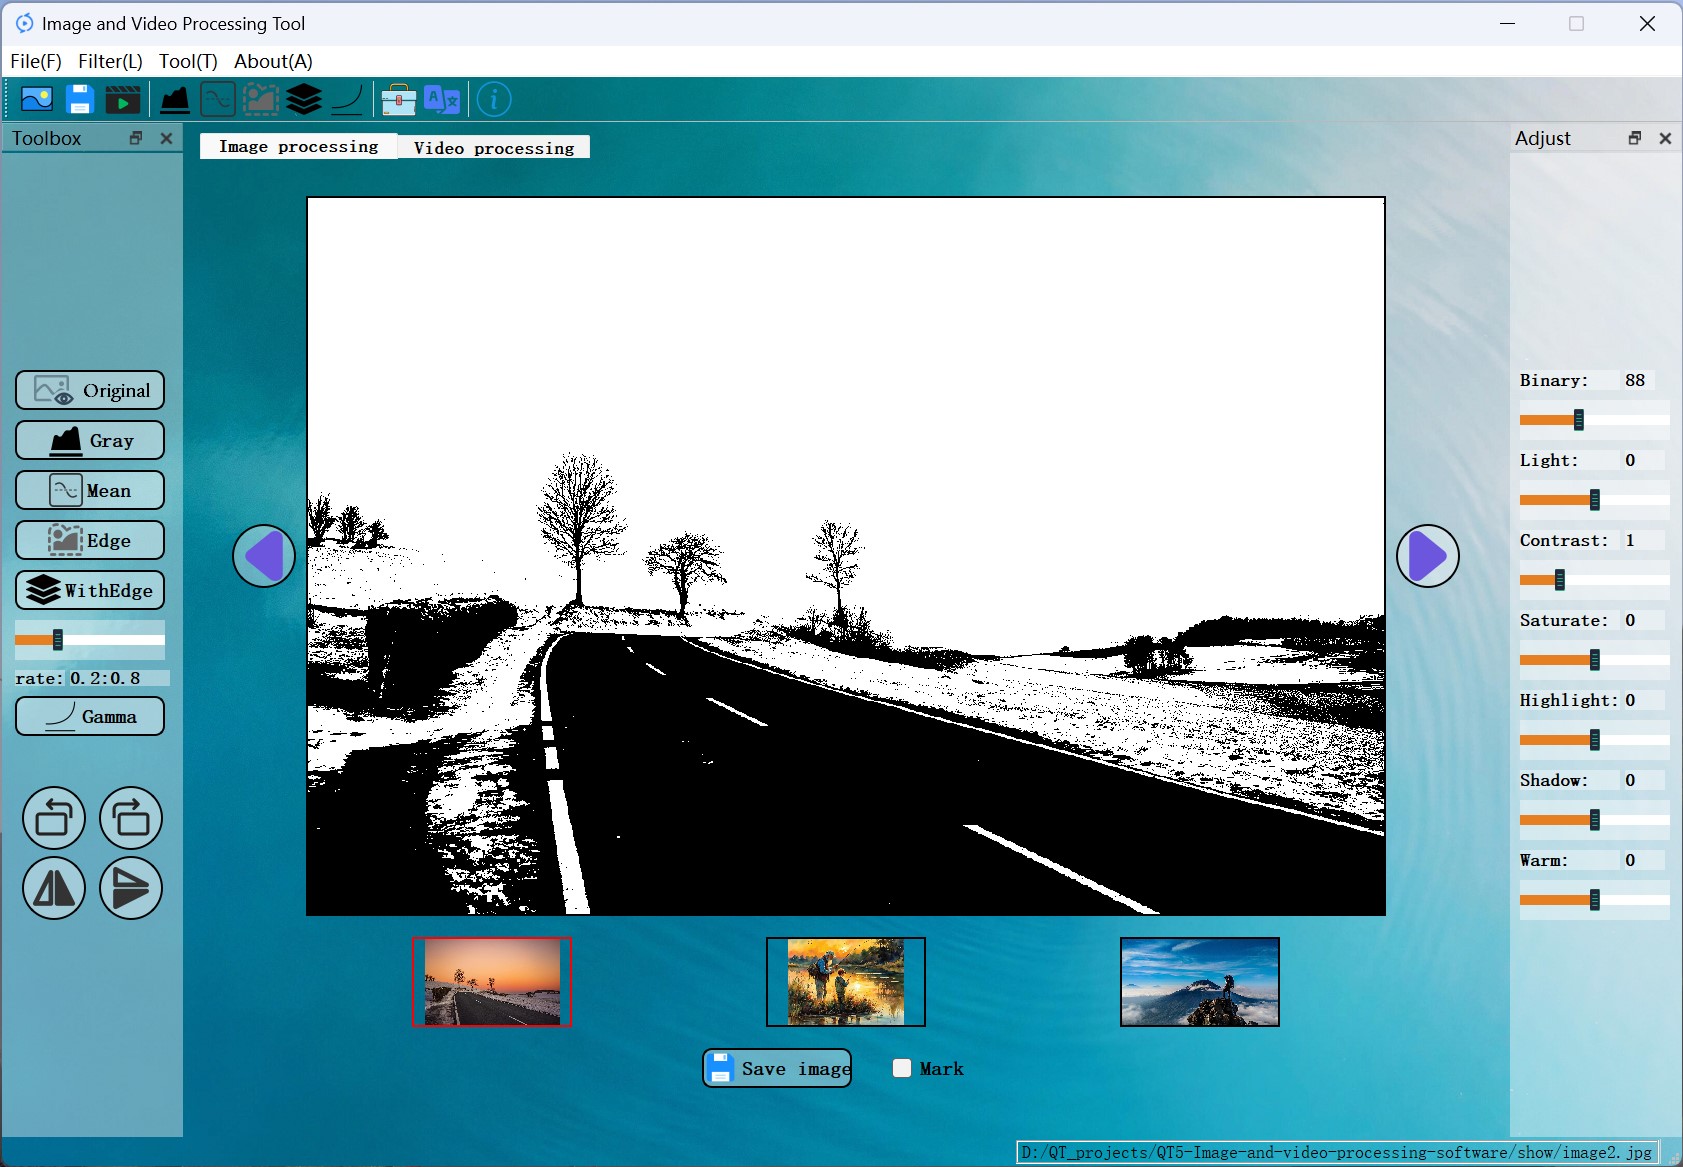 Image and Video Processing Tool
File(F) Filter(L) Tool(T) About(A)
Toolbox
Image processing
Video processing
Adjust
Original
Gray
Mean
Edge
WithEdge
rate: 0.2:0.8
Gamma
Binary: 88
Light: 0
Contrast: 1
Saturate: 0
Highlight: 0
Shadow: 0
Warm: 0
Save image
Mark
D:/QT_projects/QT5-Image-and-video-processing-software/show/image2.jpg